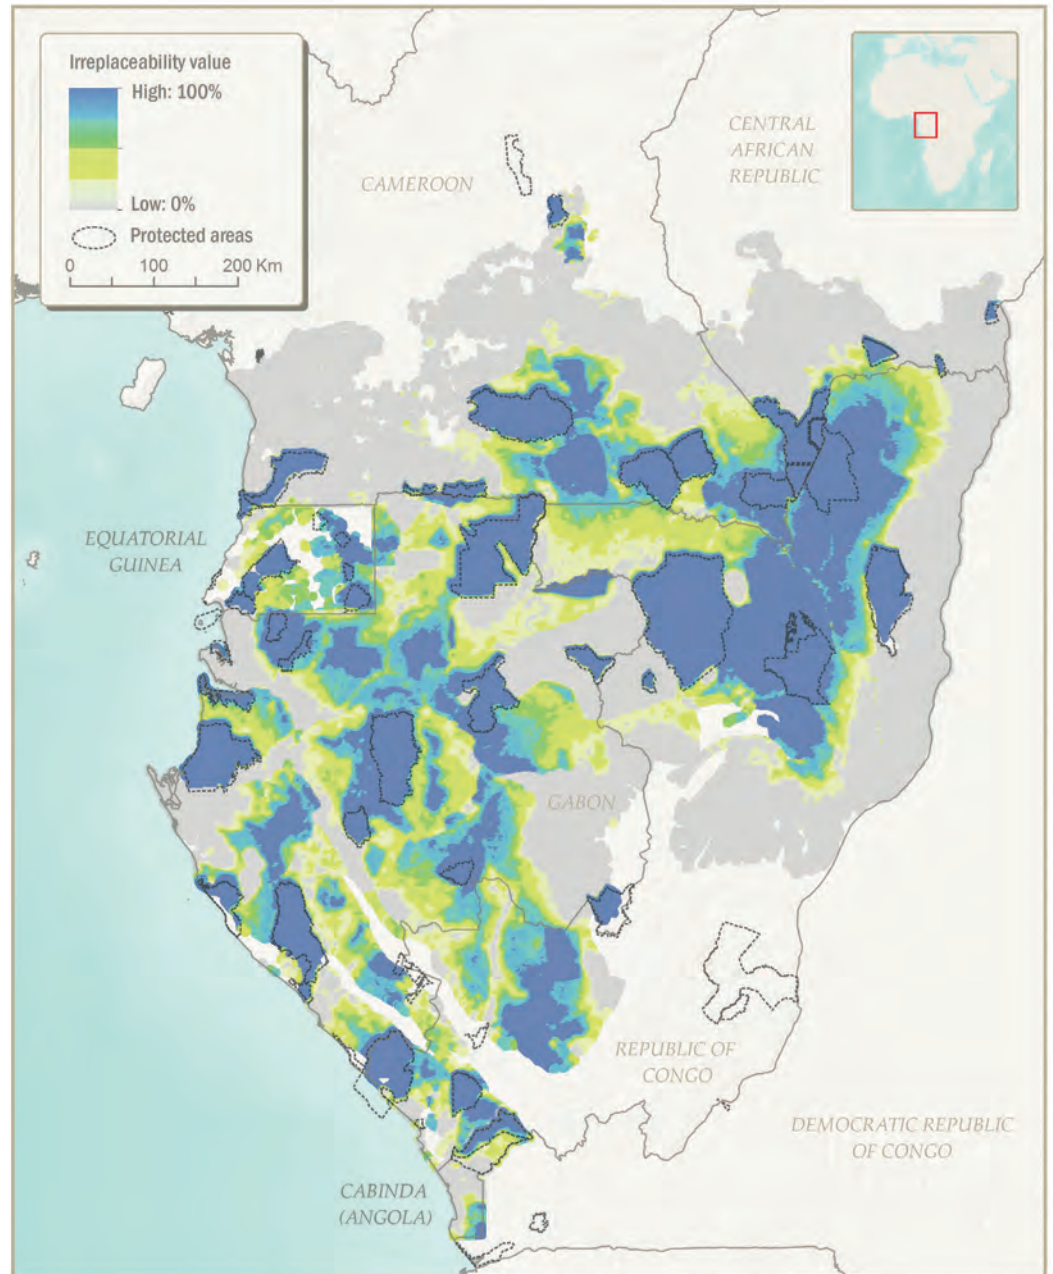 Irreplaceability value
High: 100%
Low: 0%
Protected areas
0 100 200 Km
CENTRAL
AFRICAN
REPUBLIC
CAMEROON
EQUATORIAL
GUINEA
GABON
REPUBLIC OF
CONGO
DEMOCRATIC REPUBLIC
OF CONGO
CABINDA
(ANGOLA)